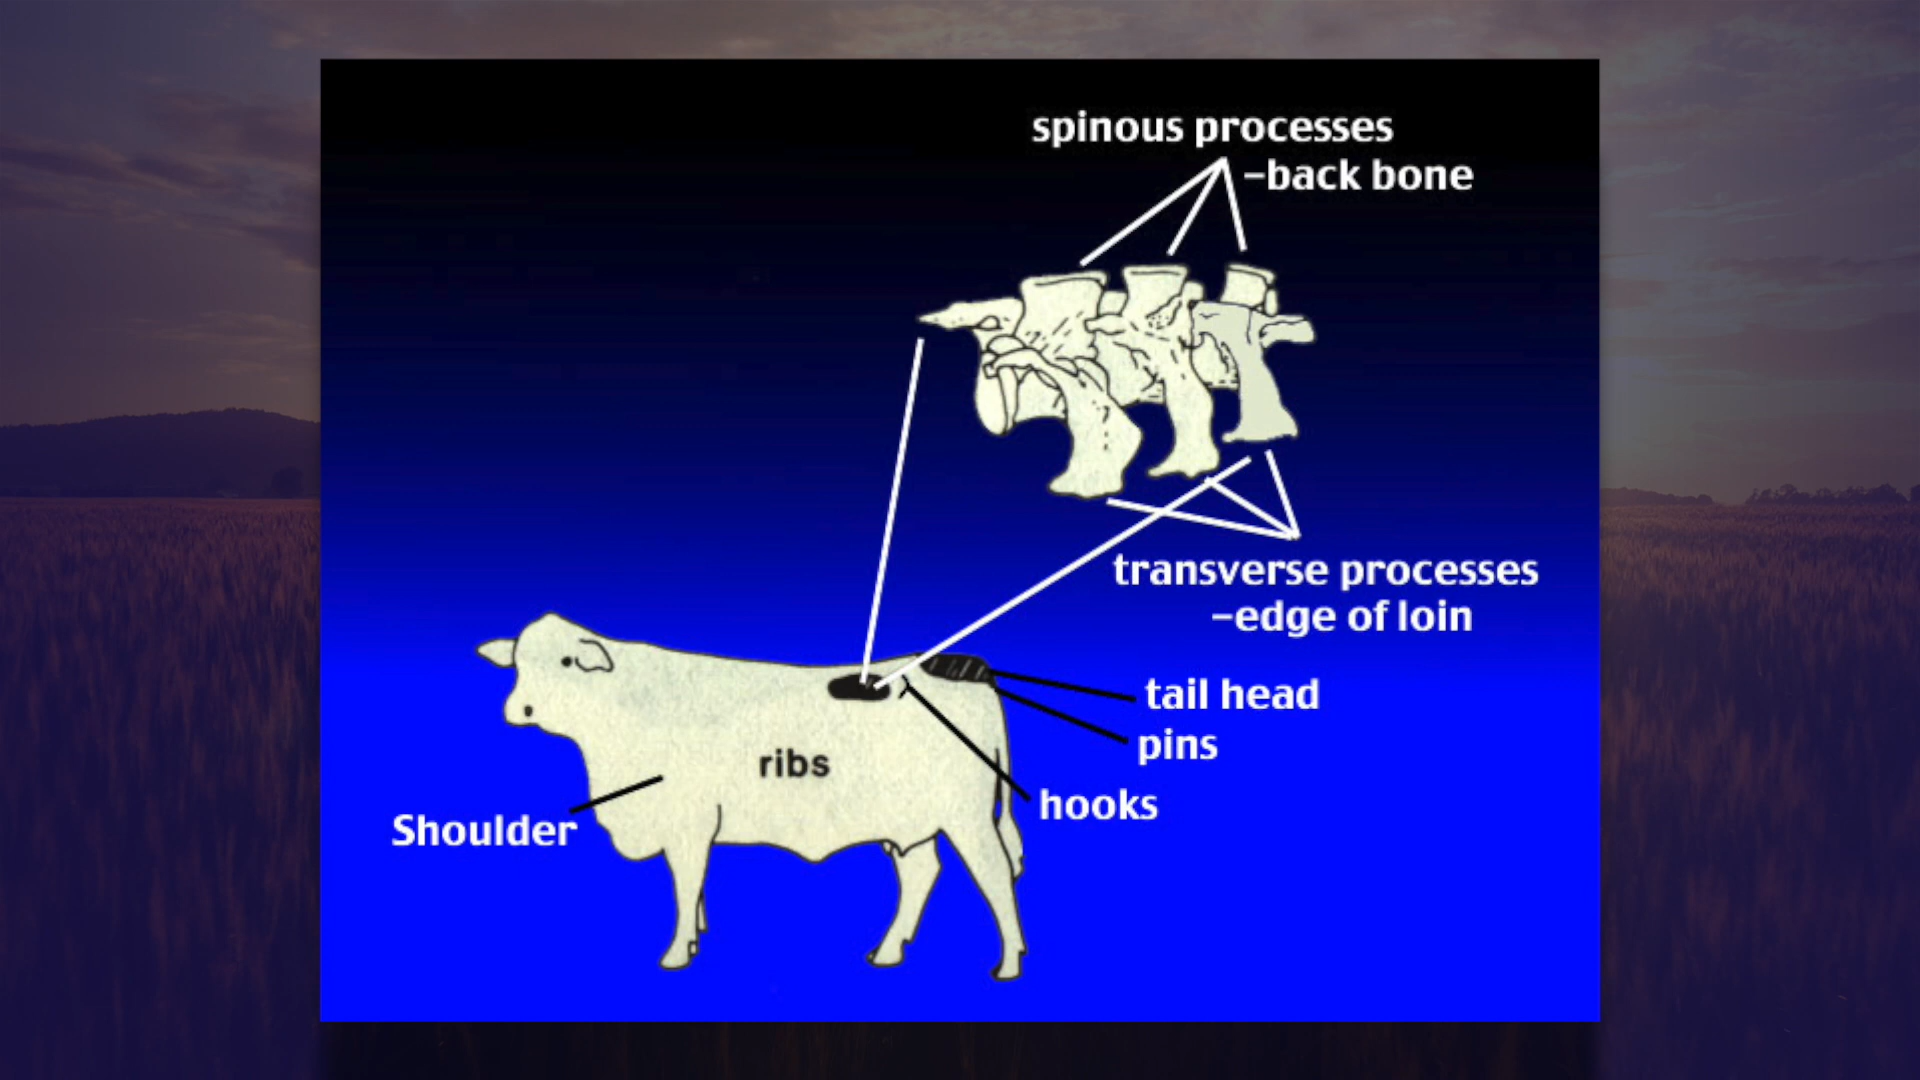 spinous processes
–back bone
transverse processes
–edge of loin
tail head
pins
ribs
hooks
Shoulder